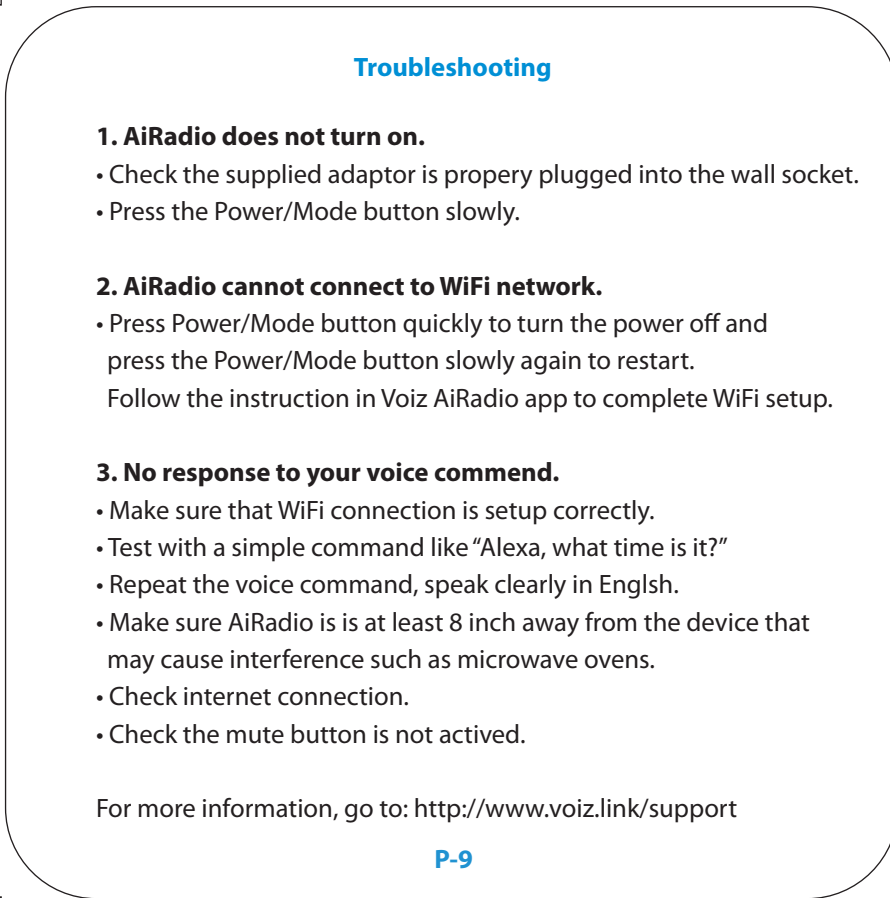 Troubleshooting
1. AiRadio does not turn on.
• Check the supplied adaptor is propery plugged into the wall socket.
• Press the Power/Mode button slowly.
2. AiRadio cannot connect to WiFi network.
• Press Power/Mode button quickly to turn the power off and
press the Power/Mode button slowly again to restart.
Follow the instruction in Voiz AiRadio app to complete WiFi setup.
3. No response to your voice commend.
• Make sure that WiFi connection is setup correctly.
• Test with a simple command like “Alexa, what time is it?”
• Repeat the voice command, speak clearly in Englsh.
• Make sure AiRadio is is at least 8 inch away from the device that
may cause interference such as microwave ovens.
• Check internet connection.
• Check the mute button is not actived.
For more information, go to: http://www.voiz.link/support
P-9